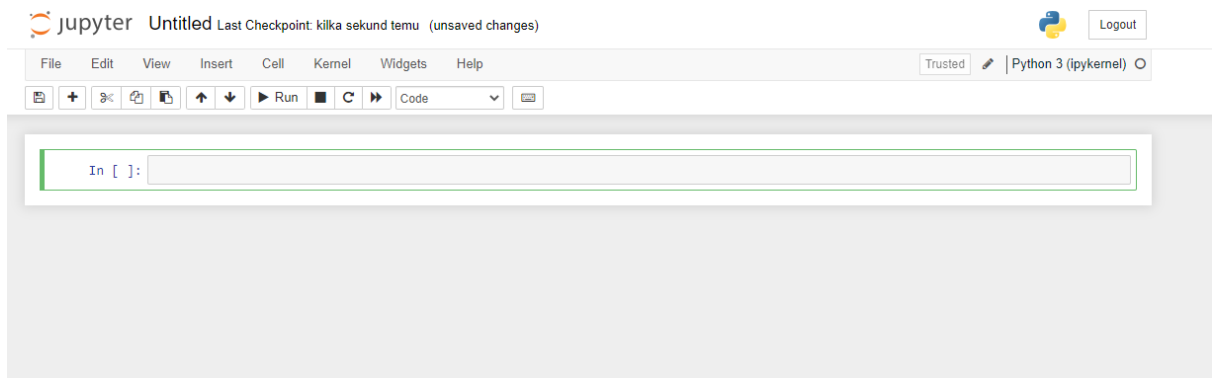 jupyter Untitled Last Checkpoint: kilka sekund temu (unsaved changes)
Logout
File Edit View Insert Cell Kernel Widgets Help
Trusted Python 3 (ipykernel)
Run Code
In [ ]: